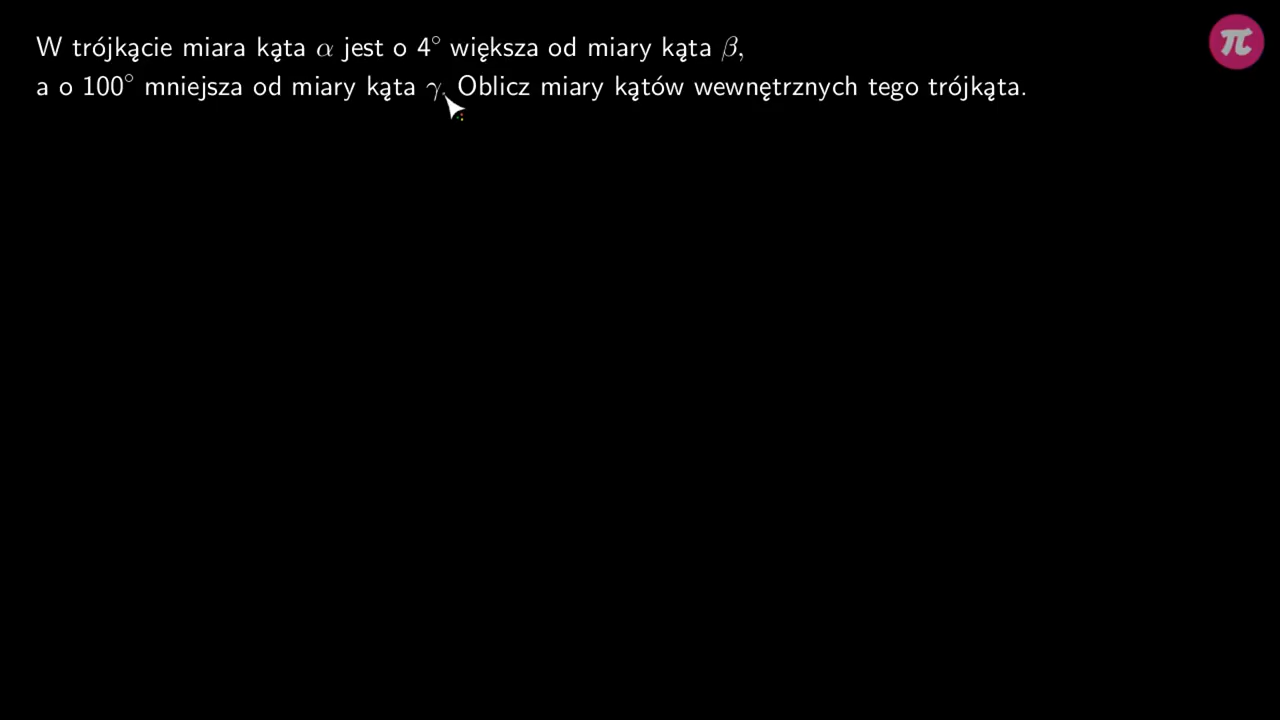 W trójkącie miara kąta α jest o 4° większa od miary kąta β,
a o 100° mniejsza od miary kąta γ. Oblicz miary kątów wewnętrznych tego trójkąta.
π